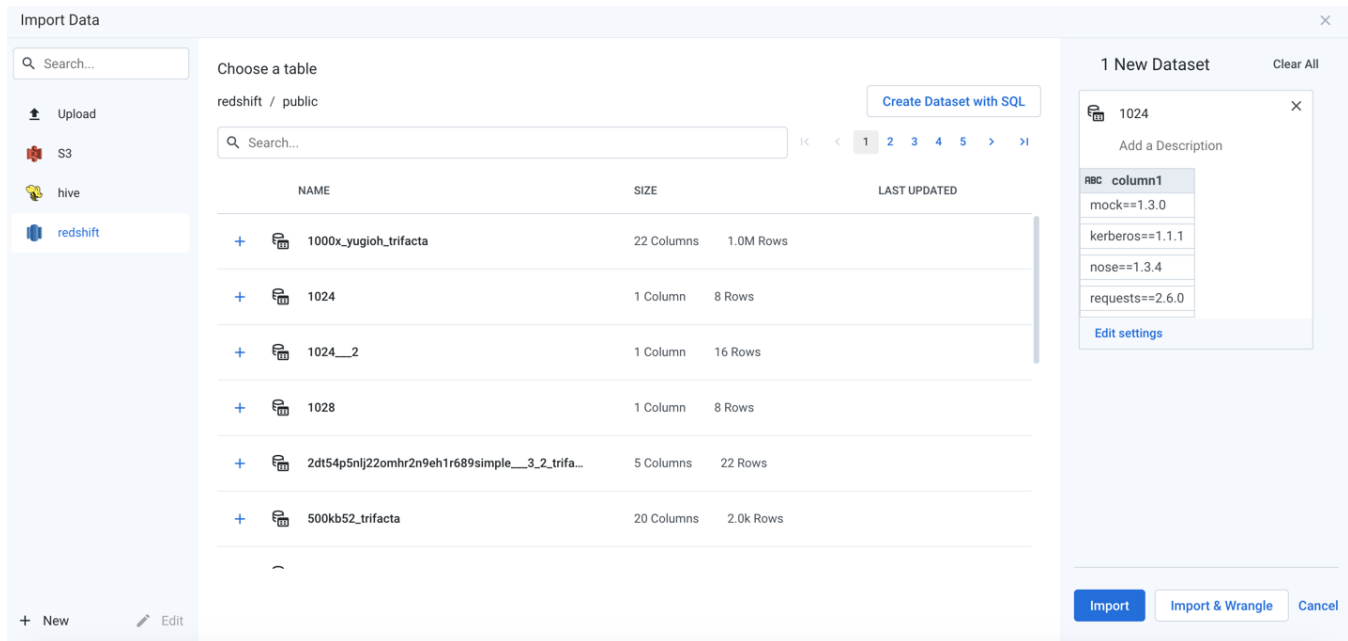 Import Data
Search...
Upload
S3
hive
redshift
+ New
Edit
Choose a table
redshift / public
Create Dataset with SQL
Search...
1 2 3 4 5
NAME SIZE LAST UPDATED
1000x_yugioh_trifacta 22 Columns 1.0M Rows
1024 1 Column 8 Rows
1024___2 1 Column 16 Rows
1028 1 Column 8 Rows
2dt54p5nlj22omhr2n9eh1r689simple___3_2_trifa... 5 Columns 22 Rows
500kb52_trifacta 20 Columns 2.0k Rows
1 New Dataset Clear All
1024
Add a Description
ABC column1
mock==1.3.0
kerberos==1.1.1
nose==1.3.4
requests==2.6.0
Edit settings
Import Import & Wrangle Cancel